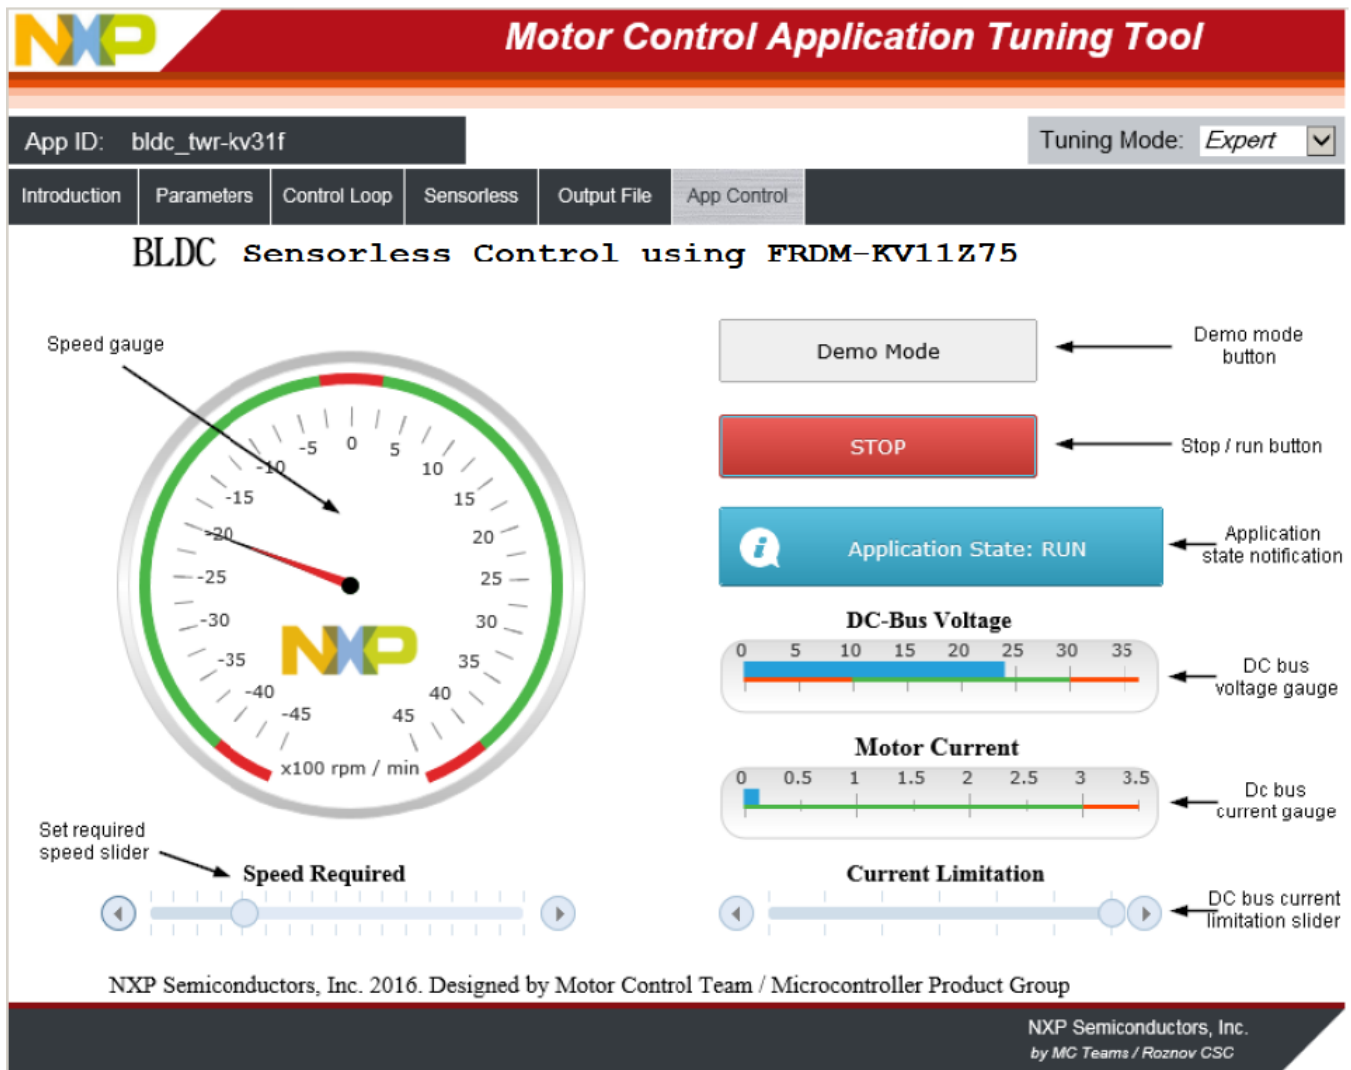 NXP
Motor Control Application Tuning Tool
App ID: bldc_twr-kv31f
Tuning Mode: Expert
Introduction Parameters Control Loop Sensorless Output File App Control
BLDC Sensorless Control using FRDM-KV11Z75
Speed gauge
-45 -40 -35 -30 -25 -20 -15 -10 -5 0 5 10 15 20 25 30 35 40 45
NXP
x100 rpm / min
Set required
speed slider
Speed Required
Demo Mode
Demo mode
button
STOP
Stop / run button
i Application State: RUN
Application
state notification
DC-Bus Voltage
0 5 10 15 20 25 30 35
DC bus
voltage gauge
Motor Current
0 0.5 1 1.5 2 2.5 3 3.5
Dc bus
current gauge
Current Limitation
DC bus current
limitation slider
NXP Semiconductors, Inc. 2016. Designed by Motor Control Team / Microcontroller Product Group
NXP Semiconductors, Inc.
by MC Teams / Roznov CSC